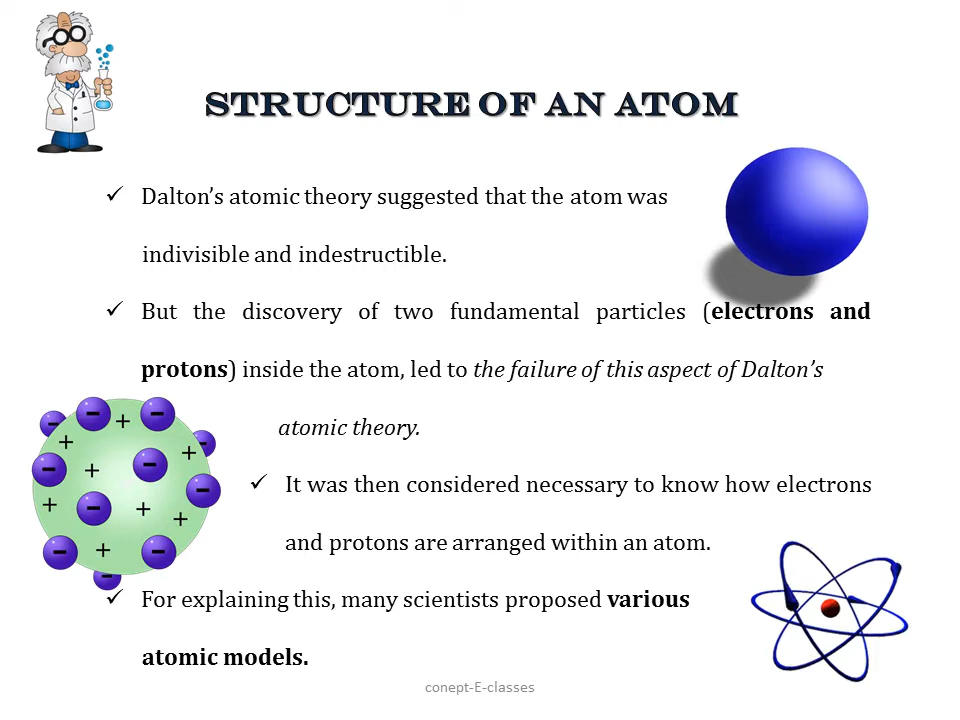 STRUCTURE OF AN ATOM
✓ Dalton’s atomic theory suggested that the atom was
indivisible and indestructible.
✓ But the discovery of two fundamental particles (electrons and
protons) inside the atom, led to the failure of this aspect of Dalton’s
atomic theory.
✓ It was then considered necessary to know how electrons
and protons are arranged within an atom.
✓ For explaining this, many scientists proposed various
atomic models.
conept-E-classes